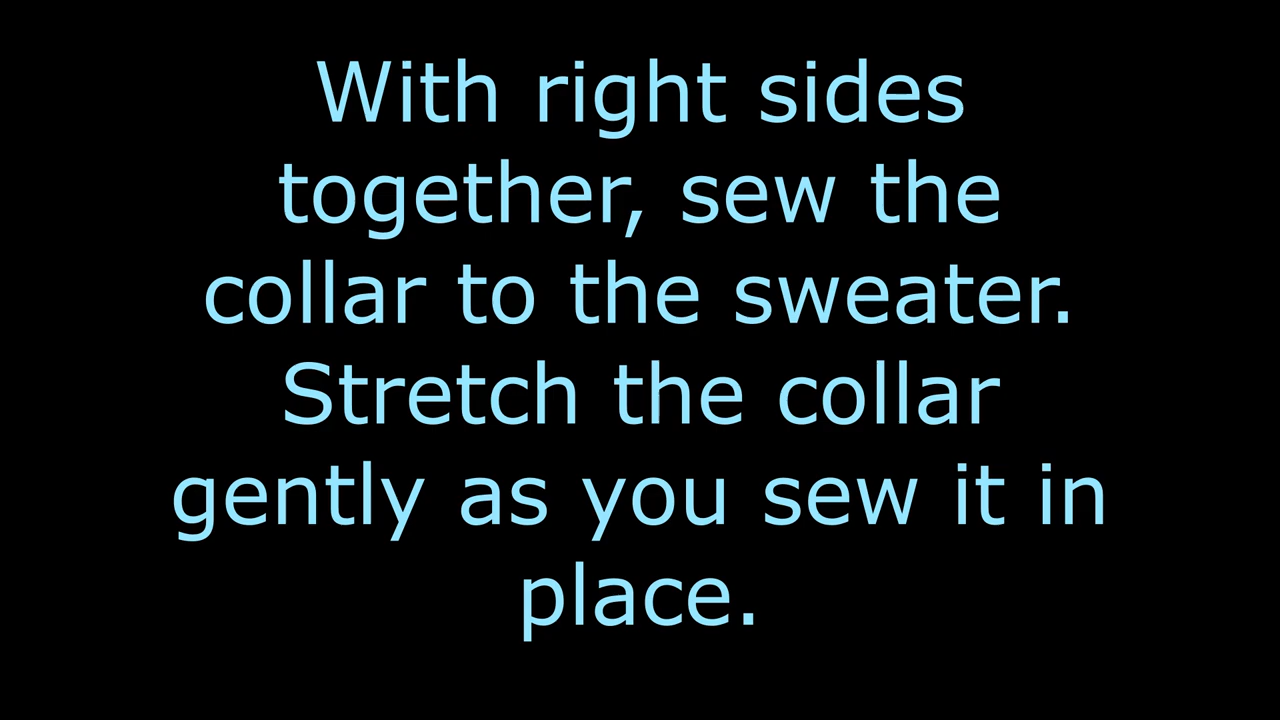 With right sides
together, sew the
collar to the sweater.
Stretch the collar
gently as you sew it in
place.